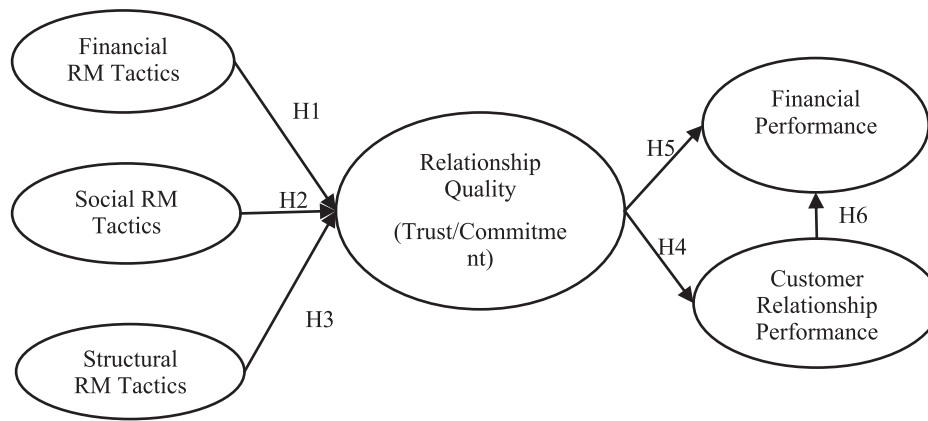 Financial
RM Tactics
H1
Social RM
Tactics
H2
Structural
RM Tactics
H3
Relationship
Quality
(Trust/Commitme
nt)
H5
H4
Financial
Performance
H6
Customer
Relationship
Performance